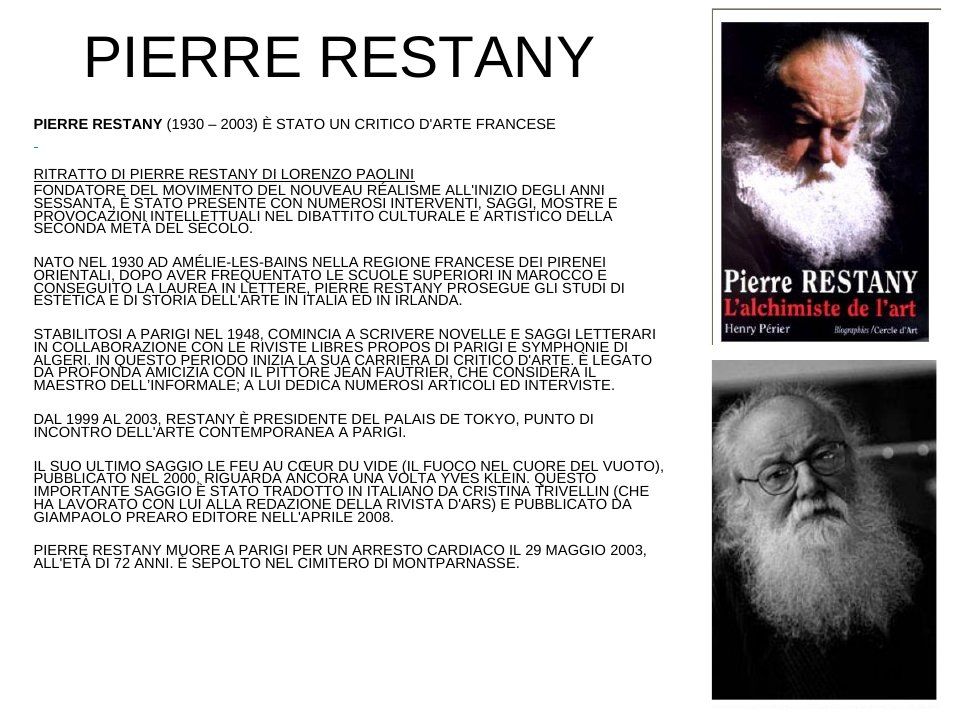 PIERRE RESTANY
PIERRE RESTANY (1930 – 2003) È STATO UN CRITICO D'ARTE FRANCESE
RITRATTO DI PIERRE RESTANY DI LORENZO PAOLINI
FONDATORE DEL MOVIMENTO DEL NOUVEAU RÉALISME ALL'INIZIO DEGLI ANNI
SESSANTA, È STATO PRESENTE CON NUMEROSI INTERVENTI, SAGGI, MOSTRE E
PROVOCAZIONI INTELLETTUALI NEL DIBATTITO CULTURALE E ARTISTICO DELLA
SECONDA METÀ DEL SECOLO.
NATO NEL 1930 AD AMÉLIE-LES-BAINS NELLA REGIONE FRANCESE DEI PIRENEI
ORIENTALI, DOPO AVER FREQUENTATO LE SCUOLE SUPERIORI IN MAROCCO E
CONSEGUITO LA LAUREA IN LETTERE, PIERRE RESTANY PROSEGUE GLI STUDI DI
ESTETICA E DI STORIA DELL'ARTE IN ITALIA ED IN IRLANDA.
STABILITOSI A PARIGI NEL 1948, COMINCIA A SCRIVERE NOVELLE E SAGGI LETTERARI
IN COLLABORAZIONE CON LE RIVISTE LIBRES PROPOS DI PARIGI E SYMPHONIE DI
ALGERI. IN QUESTO PERIODO INIZIA LA SUA CARRIERA DI CRITICO D'ARTE. È LEGATO
DA PROFONDA AMICIZIA CON IL PITTORE JEAN FAUTRIER, CHE CONSIDERA IL
MAESTRO DELL'INFORMALE; A LUI DEDICA NUMEROSI ARTICOLI ED INTERVISTE.
DAL 1999 AL 2003, RESTANY È PRESIDENTE DEL PALAIS DE TOKYO, PUNTO DI
INCONTRO DELL'ARTE CONTEMPORANEA A PARIGI.
IL SUO ULTIMO SAGGIO LE FEU AU CŒUR DU VIDE (IL FUOCO NEL CUORE DEL VUOTO),
PUBBLICATO NEL 2000, RIGUARDA ANCORA UNA VOLTA YVES KLEIN. QUESTO
IMPORTANTE SAGGIO È STATO TRADOTTO IN ITALIANO DA CRISTINA TRIVELLIN (CHE
HA LAVORATO CON LUI ALLA REDAZIONE DELLA RIVISTA D'ARS) E PUBBLICATO DA
GIAMPAOLO PREARO EDITORE NELL'APRILE 2008.
PIERRE RESTANY MUORE A PARIGI PER UN ARRESTO CARDIACO IL 29 MAGGIO 2003,
ALL'ETÀ DI 72 ANNI. È SEPOLTO NEL CIMITERO DI MONTPARNASSE.
Pierre RESTANY
L'alchimiste de l'art
Henry Périer
Biographies /Cercle d'Art